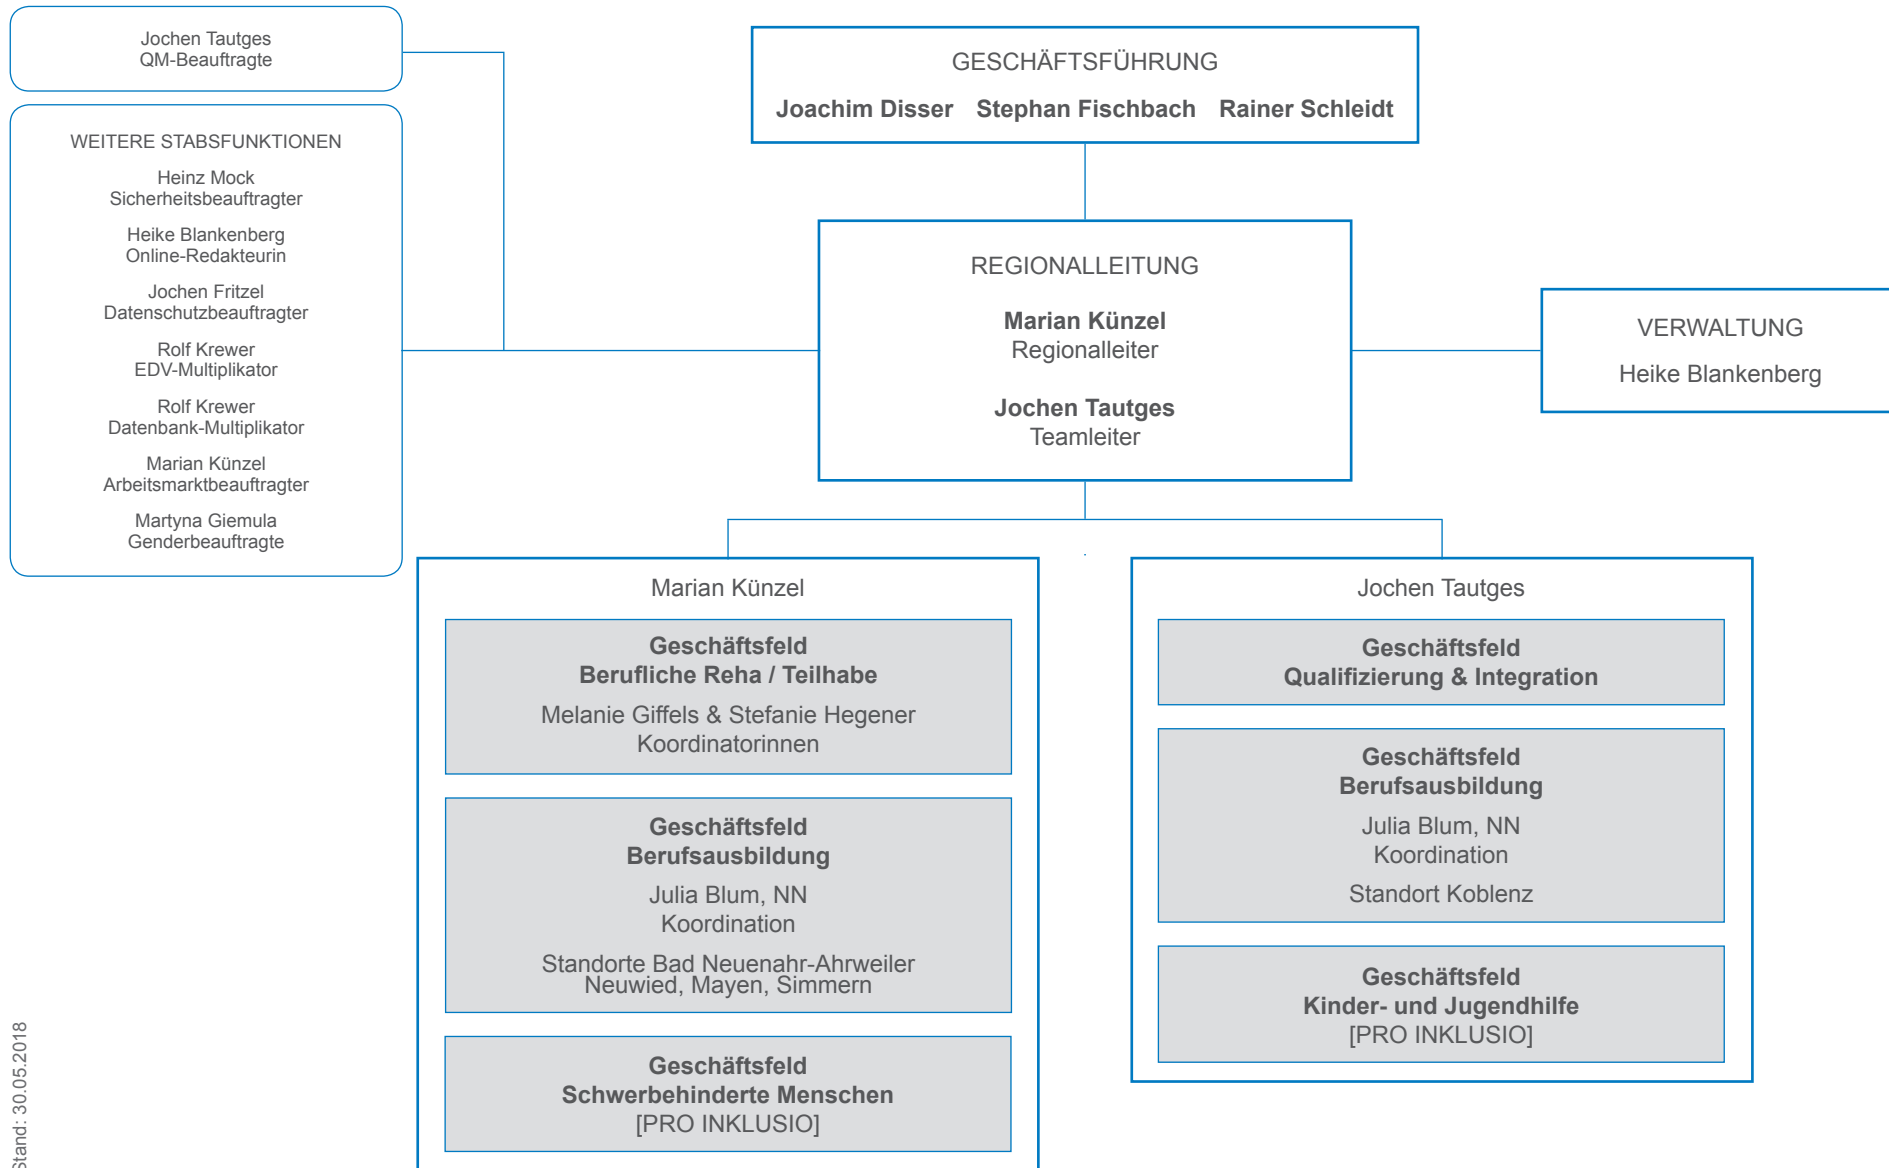 Jochen Tautges
QM-Beauftragte
WEITERE STABSFUNKTIONEN
Heinz Mock
Sicherheitsbeauftragter
Heike Blankenberg
Online-Redakteurin
Jochen Fritzel
Datenschutzbeauftragter
Rolf Krewer
EDV-Multiplikator
Rolf Krewer
Datenbank-Multiplikator
Marian Künzel
Arbeitsmarktbeauftragter
Martyna Giemula
Genderbeauftragte
GESCHÄFTSFÜHRUNG
Joachim Disser Stephan Fischbach Rainer Schleidt
REGIONALLEITUNG
Marian Künzel
Regionalleiter
Jochen Tautges
Teamleiter
VERWALTUNG
Heike Blankenberg
Marian Künzel
Geschäftsfeld
Berufliche Reha / Teilhabe
Melanie Giffels & Stefanie Hegener
Koordinatorinnen
Geschäftsfeld
Berufsausbildung
Julia Blum, NN
Koordination
Standorte Bad Neuenahr-Ahrweiler
Neuwied, Mayen, Simmern
Geschäftsfeld
Schwerbehinderte Menschen
[PRO INKLUSIO]
Jochen Tautges
Geschäftsfeld
Qualifizierung & Integration
Geschäftsfeld
Berufsausbildung
Julia Blum, NN
Koordination
Standort Koblenz
Geschäftsfeld
Kinder- und Jugendhilfe
[PRO INKLUSIO]
Stand: 30.05.2018